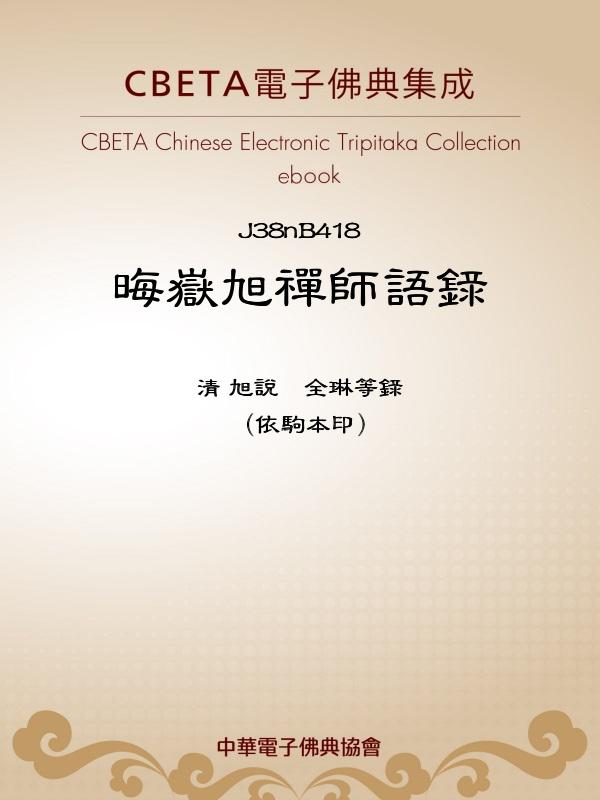 CBETA電子佛典集成
CBETA Chinese Electronic Tripitaka Collection
ebook
J38nB418
晦嶽旭禪師語錄
清 旭說　全琳等錄
（依駒本印）
中華電子佛典協會